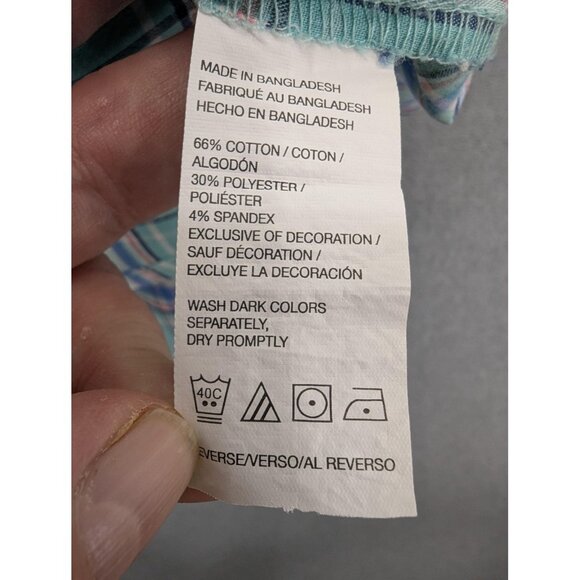 MADE IN BANGLADESH
FABRIQUÉ AU BANGLADESH
HECHO EN BANGLADESH
66% COTTON / COTON /
ALGODÓN
30% POLYESTER /
POLIÉSTER
4% SPANDEX
EXCLUSIVE OF DECORATION /
SAUF DÉCORATION /
EXCLUYE LA DECORACIÓN
WASH DARK COLORS
SEPARATELY,
DRY PROMPTLY
40C
EVERSE/VERSO/AL REVERSO